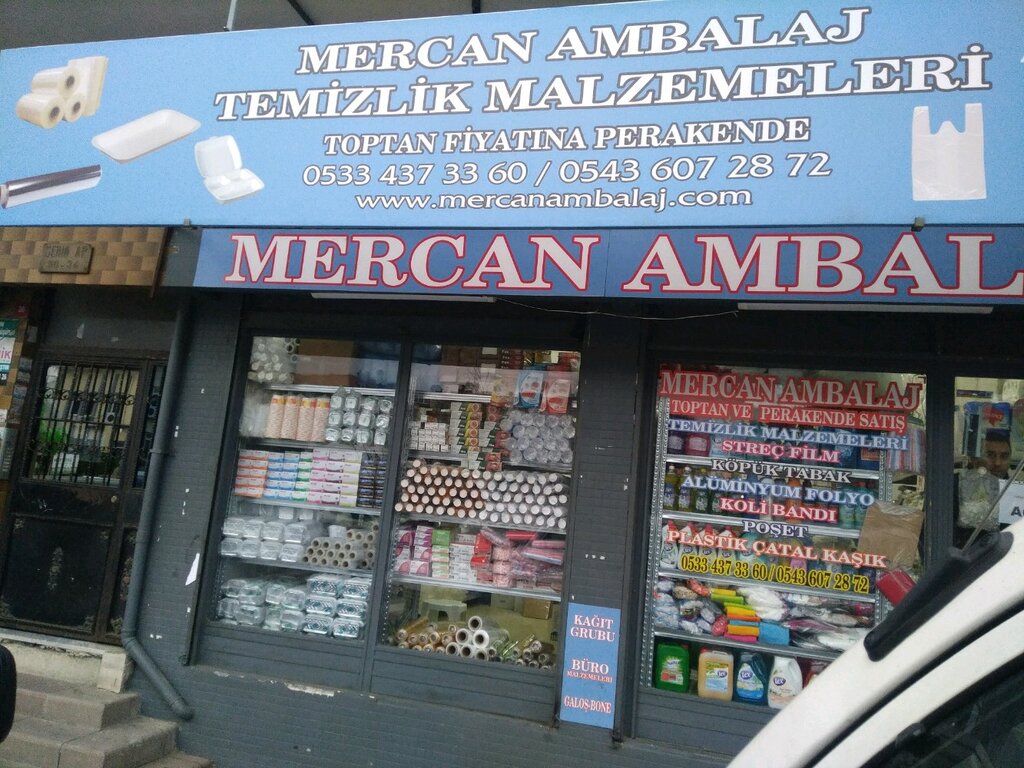 MERCAN AMBALAJ
TEMİZLİK MALZEMELERİ
TOPTAN FİYATINA PERAKENDE
0533 437 33 60 / 0543 607 28 72
www.mercanambalaj.com
MERCAN AMBAL
MERCAN AMBALAJ
TOPTAN VE PERAKENDE SATIŞ
TEMİZLİK MALZEMELERİ
STREÇ FİLM
KÖPÜK TABAK
ALÜMİNYUM FOLYO
KOLİ BANDI
POŞET
PLASTİK ÇATAL KAŞIK
0533 437 33 60 / 0543 607 28 72
KAĞIT
GRUBU
BÜRO
MALZEMELERİ
GALOŞ-BONE